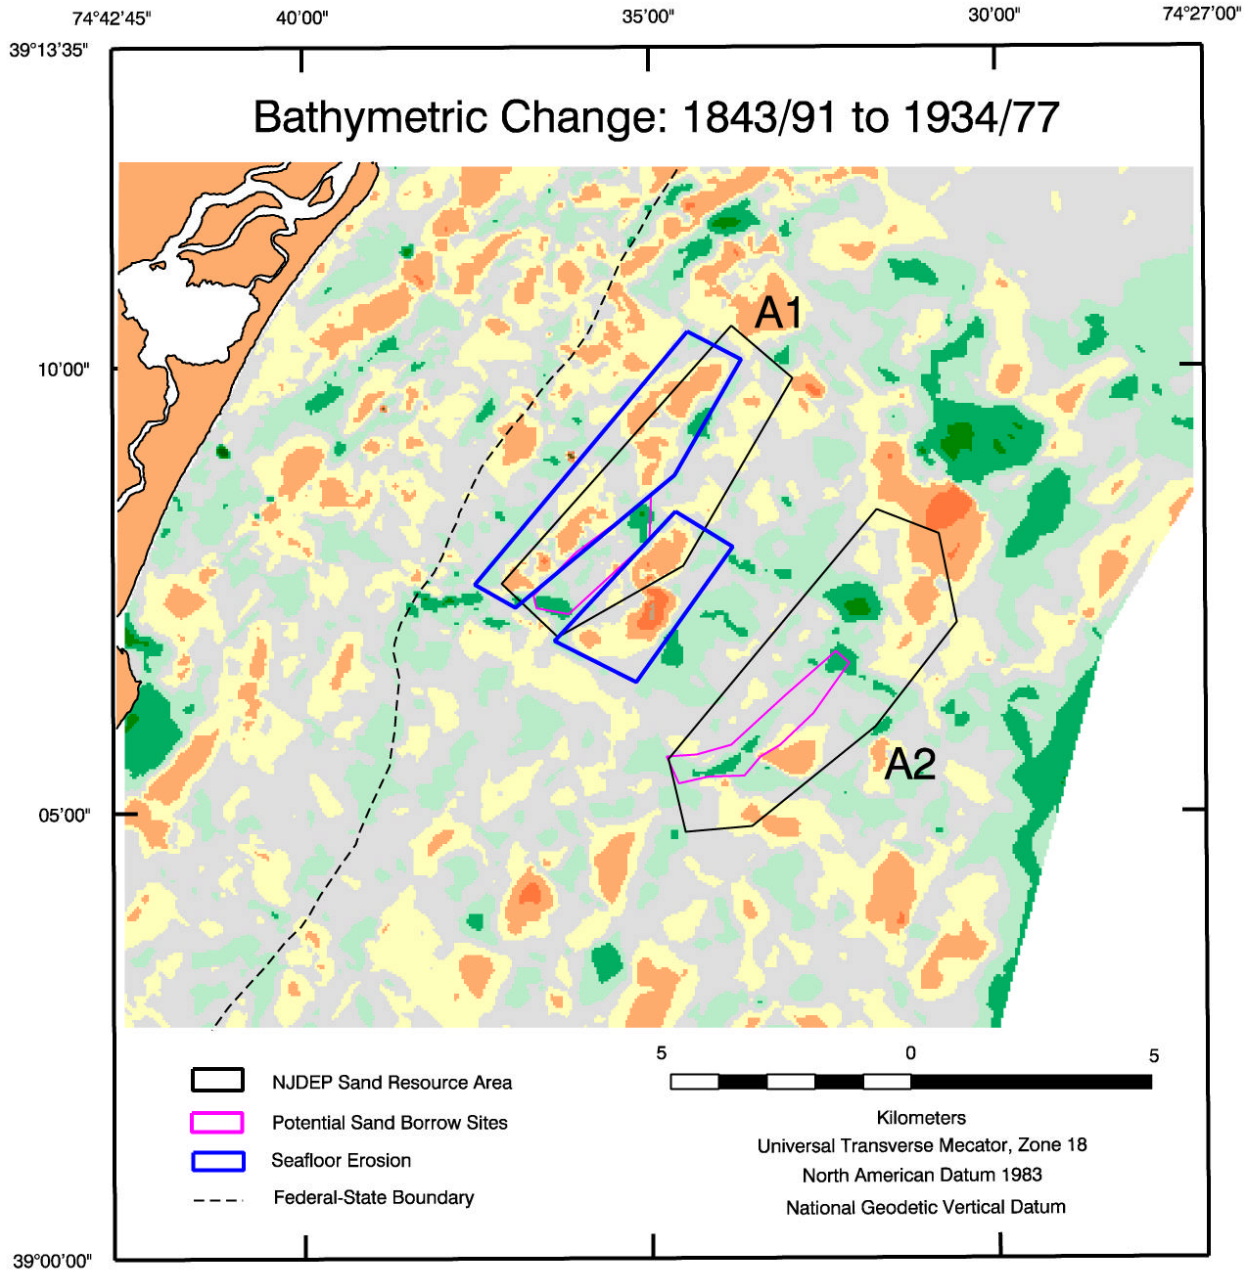 74°42'45" 40'00" 35'00" 30'00" 74°27'00"
39°13'35"
Bathymetric Change: 1843/91 to 1934/77
A1
10'00"
A2
05'00"
5 0 5
NJDEP Sand Resource Area
Kilometers
Potential Sand Borrow Sites
Universal Transverse Mecator, Zone 18
Seafloor Erosion
North American Datum 1983
Federal-State Boundary
National Geodetic Vertical Datum
39°00'00"